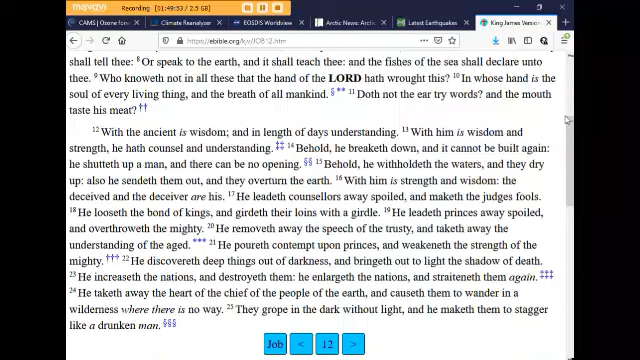 movavi
Recording 01:49:53 / 2.5 GB
CAMS | Ozone fore
Climate Reanalyzer
EOSDIS Worldview
Arctic News: Arctic
Latest Earthquakes
King James Version
https://ebible.org/kjv/JOB12.htm
shall tell thee: 8 Or speak to the earth, and it shall teach thee: and the fishes of the sea shall declare unto
thee. 9 Who knoweth not in all these that the hand of the LORD hath wrought this? 10 In whose hand is the
soul of every living thing, and the breath of all mankind. § ** 11 Doth not the ear try words? and the mouth
taste his meat? ††
12 With the ancient is wisdom; and in length of days understanding. 13 With him is wisdom and
strength, he hath counsel and understanding. ‡‡ 14 Behold, he breaketh down, and it cannot be built again:
he shutteth up a man, and there can be no opening. §§ 15 Behold, he withholdeth the waters, and they dry
up: also he sendeth them out, and they overturn the earth. 16 With him is strength and wisdom: the
deceived and the deceiver are his. 17 He leadeth counsellors away spoiled, and maketh the judges fools.
18 He looseth the bond of kings, and girdeth their loins with a girdle. 19 He leadeth princes away spoiled,
and overthroweth the mighty. 20 He removeth away the speech of the trusty, and taketh away the
understanding of the aged. *** 21 He poureth contempt upon princes, and weakeneth the strength of the
mighty. ††† 22 He discovereth deep things out of darkness, and bringeth out to light the shadow of death.
23 He increaseth the nations, and destroyeth them: he enlargeth the nations, and straiteneth them again. ‡‡‡
24 He taketh away the heart of the chief of the people of the earth, and causeth them to wander in a
wilderness where there is no way. 25 They grope in the dark without light, and he maketh them to stagger
like a drunken man. §§§
Job < 12 >